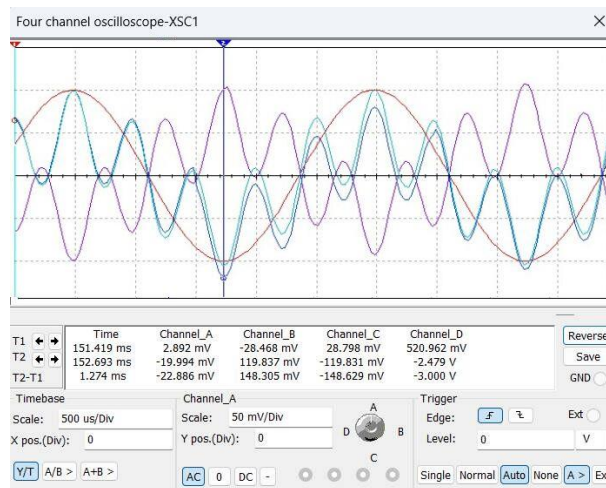 Four channel oscilloscope-XSC1
T1
T2
T2-T1
Time Channel_A Channel_B Channel_C Channel_D
151.419 ms 2.892 mV -28.468 mV 28.798 mV 520.962 mV
152.693 ms -19.994 mV 119.837 mV -119.831 mV -2.479 V
1.274 ms -22.886 mV 148.305 mV -148.629 mV -3.000 V
Reverse
Save
GND
Timebase
Scale: 500 us/Div
X pos.(Div): 0
Y/T A/B > A+B >
Channel_A
Scale: 50 mV/Div
Y pos.(Div): 0
AC 0 DC -
A
D B
C
Trigger
Edge: Ext
Level: 0 V
Single Normal Auto None A > Ex